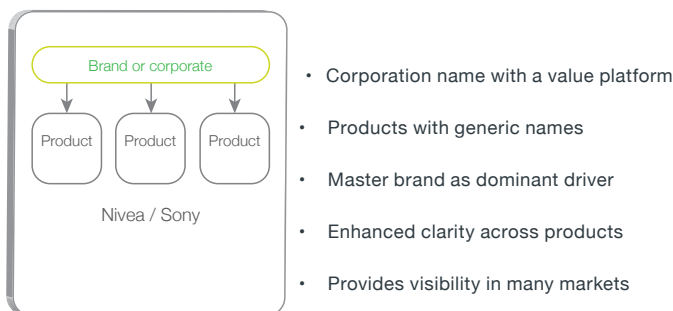 Brand or corporate
Product Product Product
Nivea / Sony
• Corporation name with a value platform
• Products with generic names
• Master brand as dominant driver
• Enhanced clarity across products
• Provides visibility in many markets